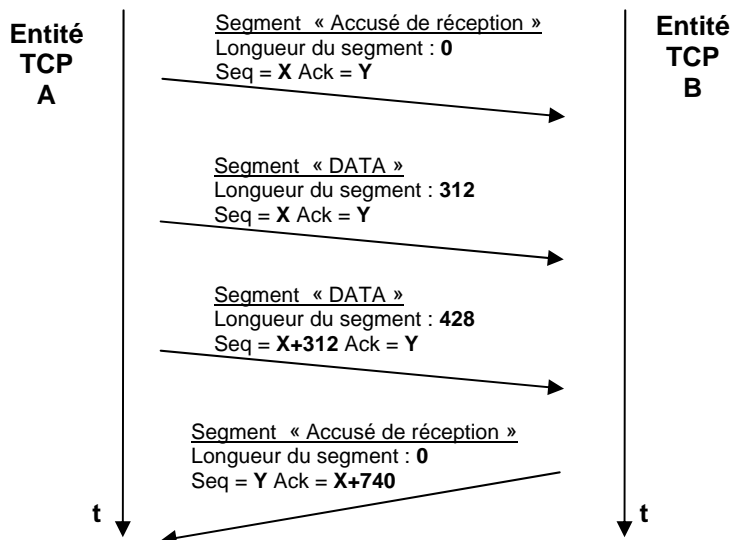 Entité
TCP
A
Segment « Accusé de réception »
Longueur du segment : 0
Seq = X Ack = Y
Entité
TCP
B
Segment « DATA »
Longueur du segment : 312
Seq = X Ack = Y
Segment « DATA »
Longueur du segment : 428
Seq = X+312 Ack = Y
Segment « Accusé de réception »
Longueur du segment : 0
Seq = Y Ack = X+740
t
t